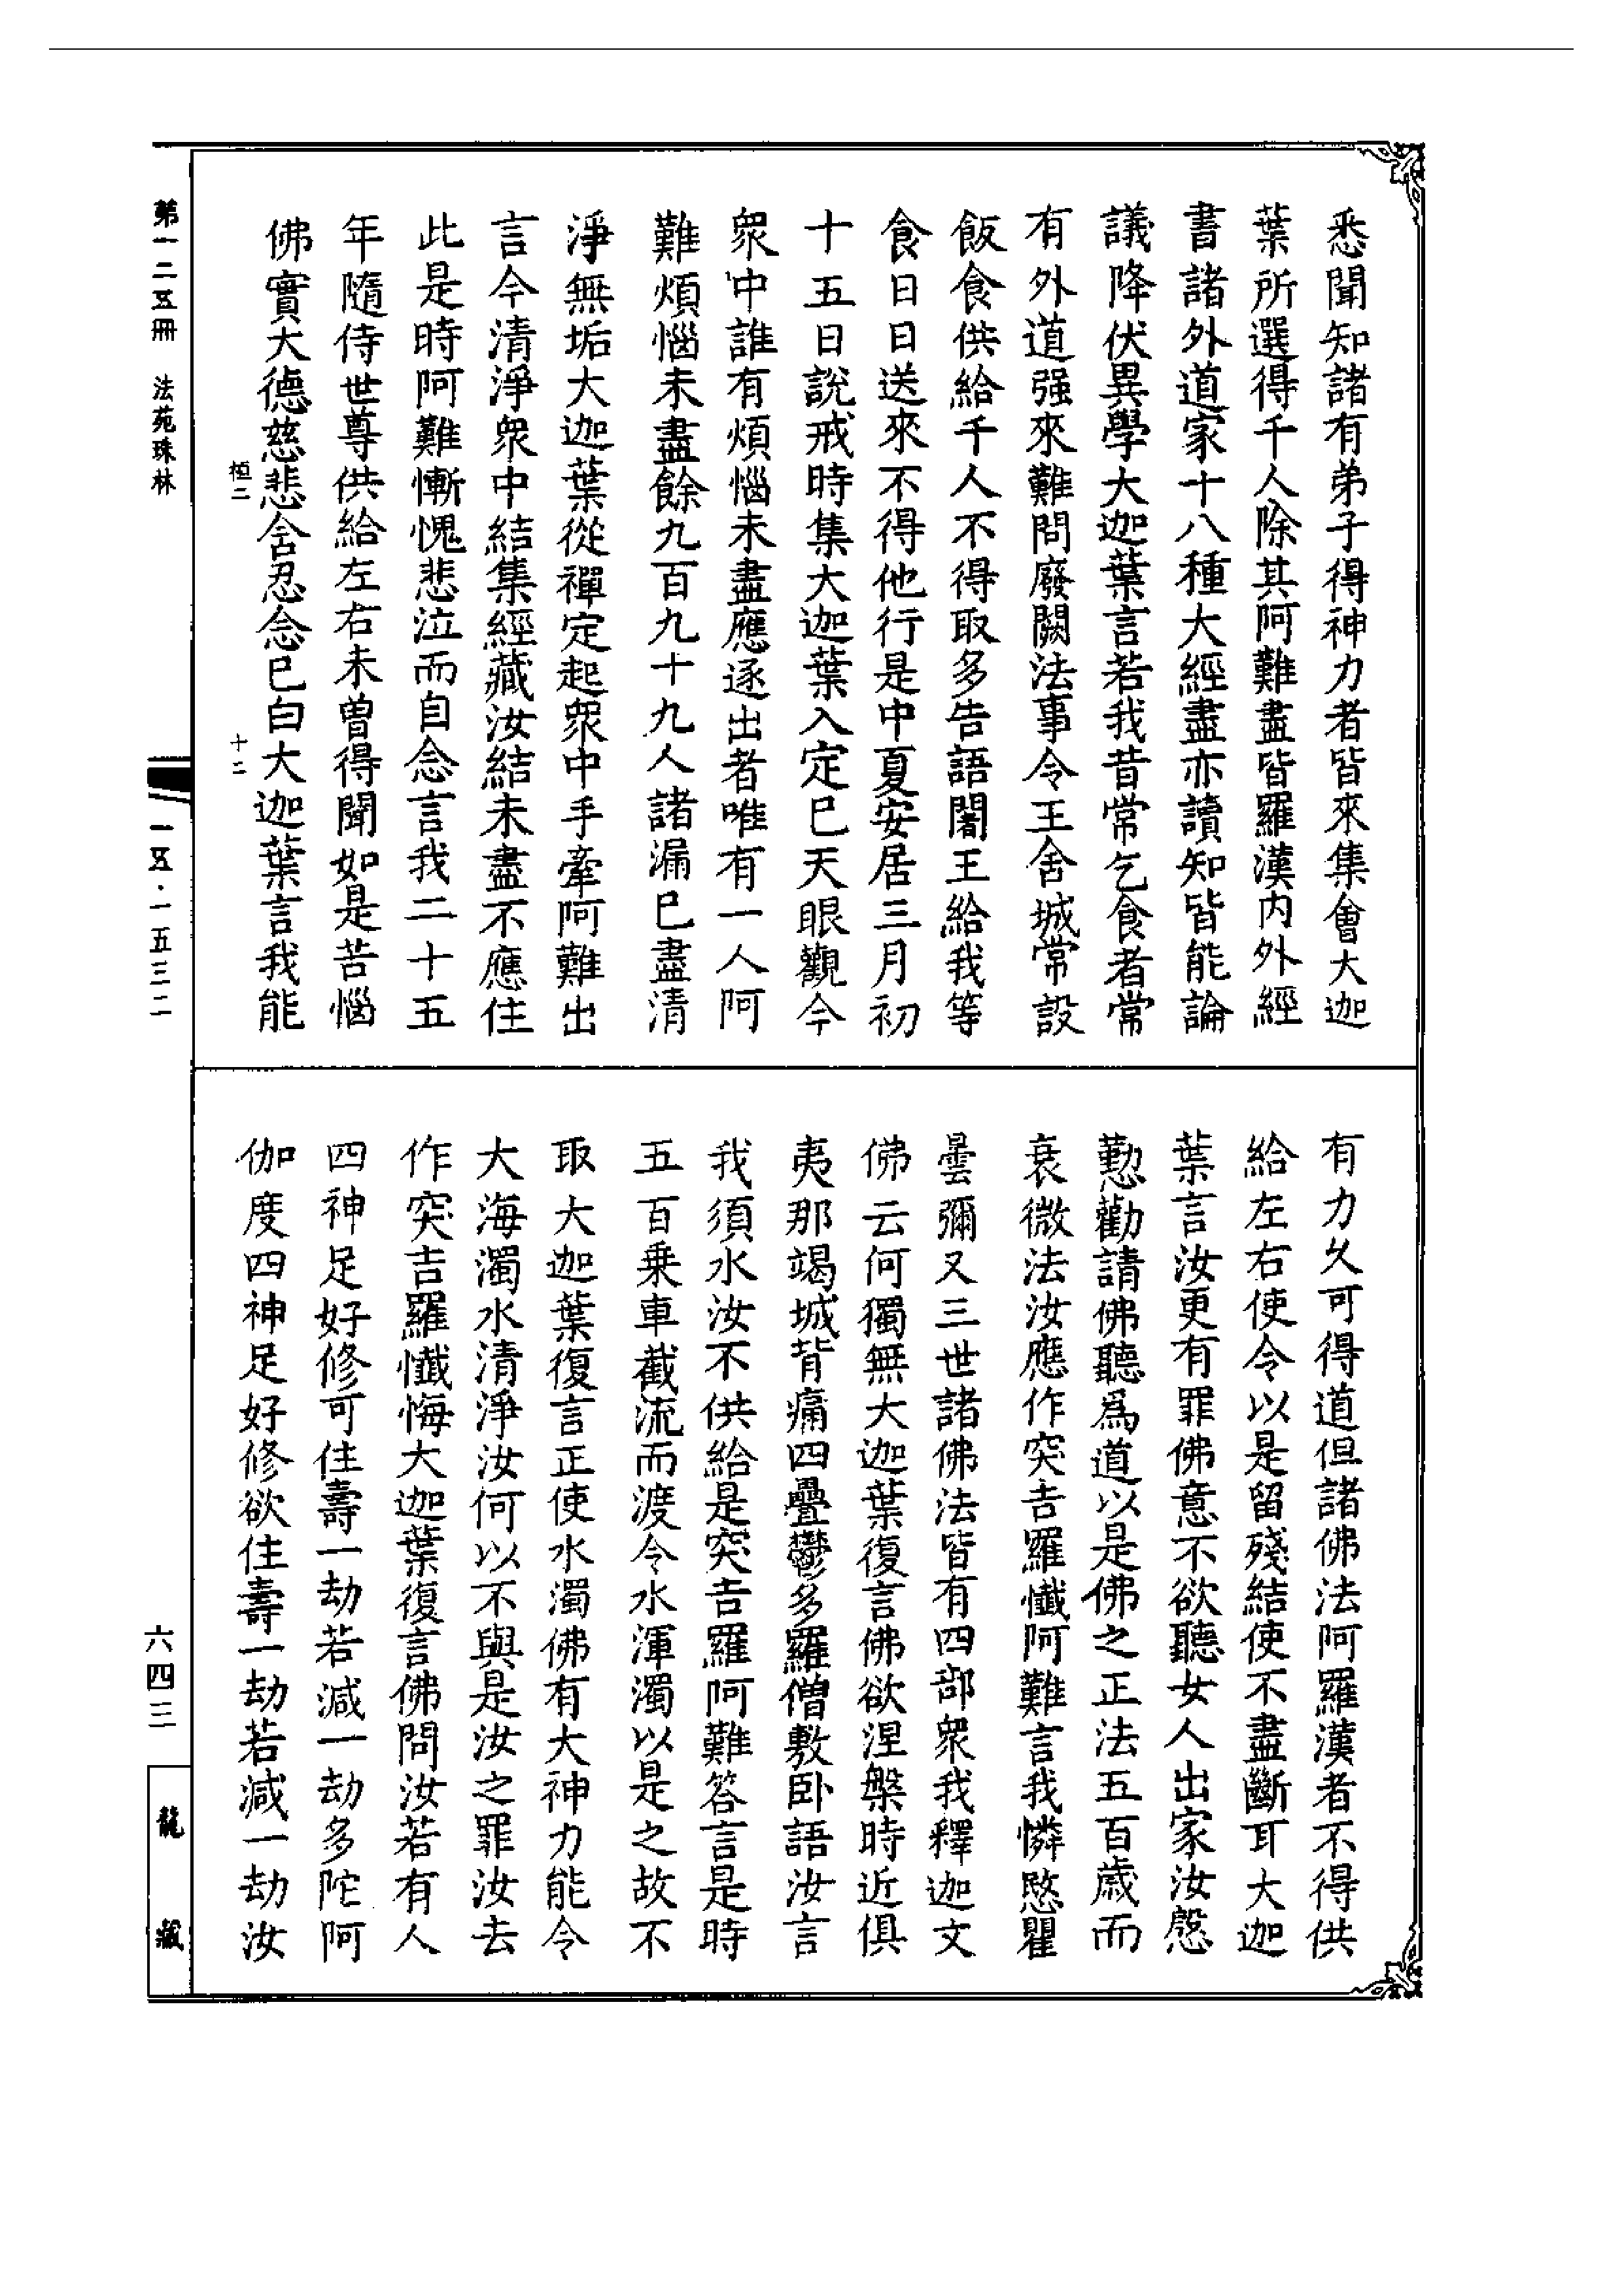 悉聞知諸有弟子得神力者皆來集會大迦
葉所選得千人除其阿難盡皆羅漢內外經
書諸外道家十八種大經盡亦讀知皆能論
議降伏異學大迦葉言若我昔常乞食者常
有外道强來難問廢闕法事今王舍城常設
飯食供給千人不得取多告語闍王給我等
食日日送來不得他行是中夏安居三月初
十五日說戒時集大迦葉入定已天眼觀今
衆中誰有煩惱未盡應逐出者唯有一人阿
難煩惱未盡餘九百九十九人諸漏已盡清
淨無垢大迦葉從禪定起衆中手牽阿難出
言今清淨衆中結集經藏汝結未盡不應住
此是時阿難慚愧悲泣而自念言我二十五
年隨侍世尊供給左右未曾得聞如是苦惱
佛實大德慈悲含忍念已白大迦葉言我能
有力久可得道但諸佛法阿羅漢者不得供
給左右使令以是留殘結使不盡斷耳大迦
葉言汝更有罪佛意不欲聽女人出家汝慇
懃勸請佛聽爲道以是佛之正法五百歲而
衰微法汝應作突吉羅懺阿難言我憐愍瞿
曇彌又三世諸佛法皆有四部衆我釋迦文
佛云何獨無大迦葉復言佛欲涅槃時近俱
夷那竭城背痛四疊鬱多羅僧敷卧語汝言
我須水汝不供給是突吉羅阿難答言是時
五百乗車截流而渡令水渾濁以是之故不
取大迦葉復言正使水濁佛有大神力能令
大海濁水清淨汝何以不與是汝之罪汝去
作突吉羅懺悔大迦葉復言佛問汝若有人
四神足好修可住壽一劫若減一劫多陀阿
伽度四神足好修欲住壽一劫若減一劫汝
桓二
十二
第一二五冊 法苑珠林
一五·一五三二
六四三
龍藏